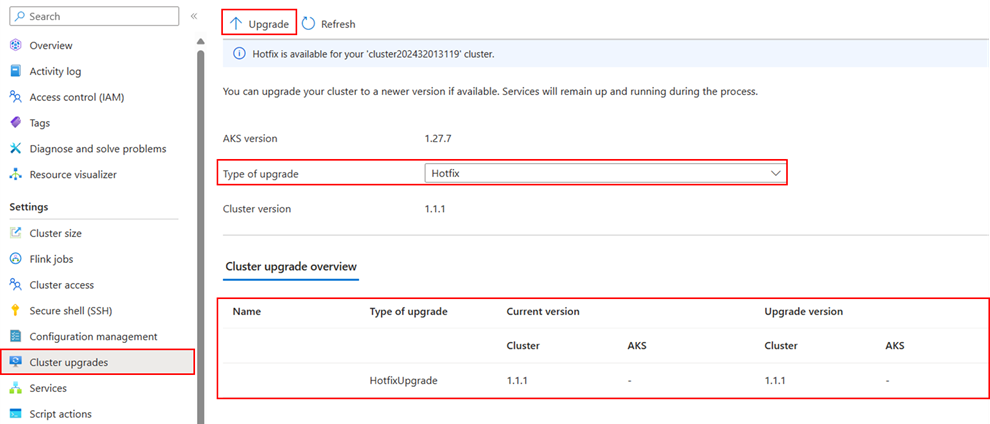 Search «
Overview
Activity log
Access control (IAM)
Tags
Diagnose and solve problems
Resource visualizer
Settings
Cluster size
Flink jobs
Cluster access
Secure shell (SSH)
Configuration management
Cluster upgrades
Services
Script actions
Upgrade Refresh
Hotfix is available for your 'cluster202432013119' cluster.
You can upgrade your cluster to a newer version if available. Services will remain up and running during the process.
AKS version 1.27.7
Type of upgrade Hotfix
Cluster version 1.1.1
Cluster upgrade overview
Name Type of upgrade Current version Upgrade version
Cluster AKS Cluster AKS
HotfixUpgrade 1.1.1 - 1.1.1 -